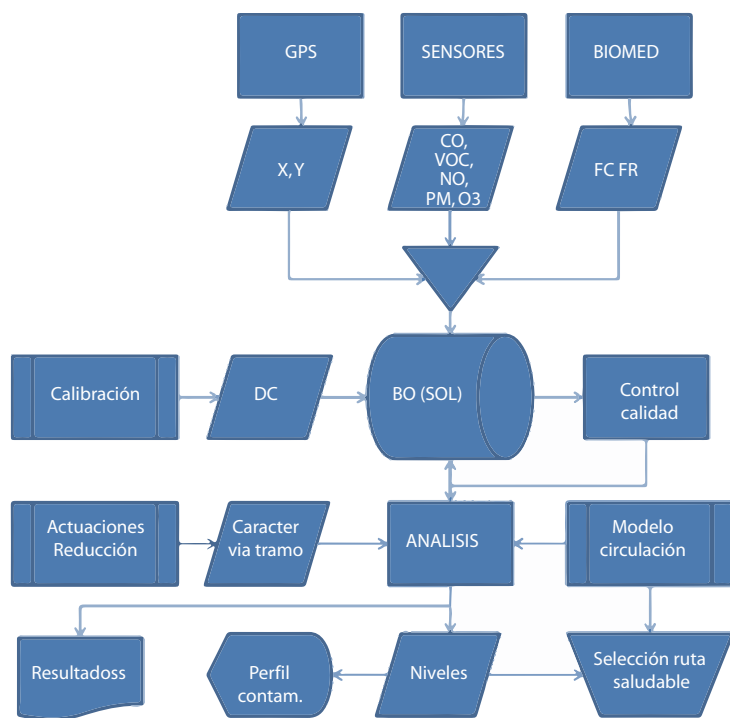 GPS
SENSORES
BIOMED
X, Y
CO,
VOC,
NO,
PM, O3
FC FR
Calibración
DC
BO (SOL)
Control
calidad
Actuaciones
Reducción
Caracter
via tramo
ANALISIS
Modelo
circulación
Resultadoss
Perfil
contam.
Niveles
Selección ruta
saludable